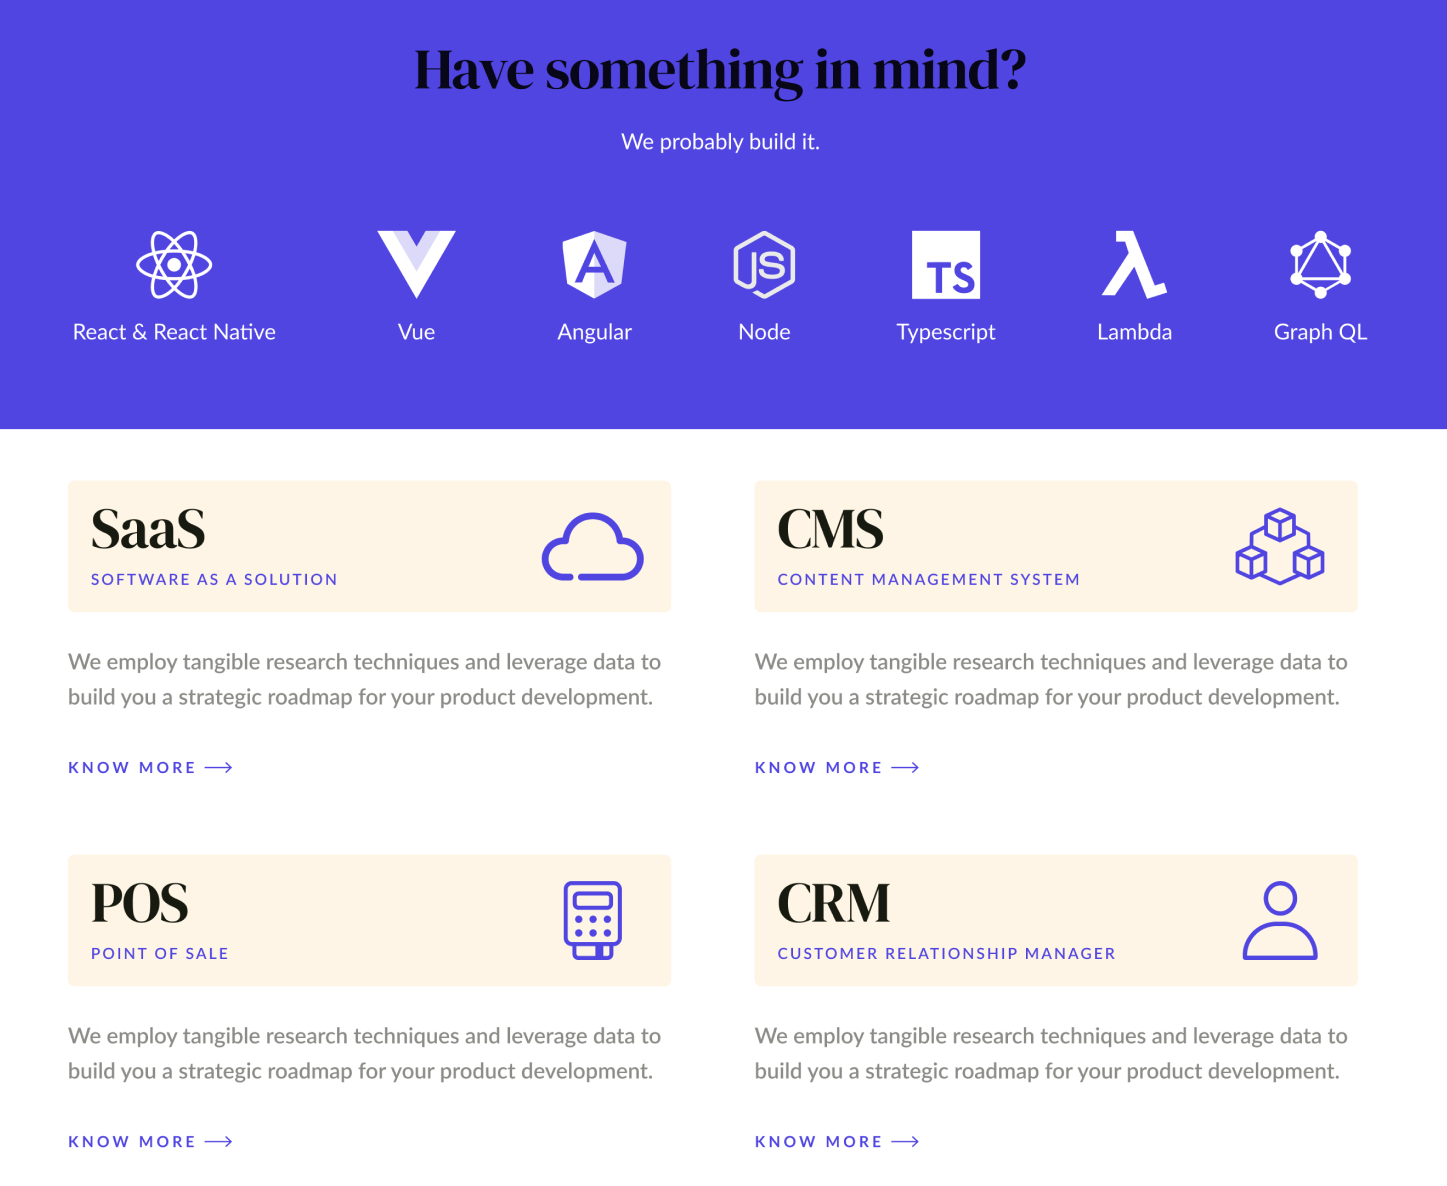 Have something in mind?
We probably build it.
JS
TS
React & React Native
Vue
Angular
Node
Typescript
Lambda
Graph QL
SaaS
SOFTWARE AS A SOLUTION
We employ tangible research techniques and leverage data to
build you a strategic roadmap for your product development.
KNOW MORE
CMS
CONTENT MANAGEMENT SYSTEM
We employ tangible research techniques and leverage data to
build you a strategic roadmap for your product development.
KNOW MORE
POS
POINT OF SALE
We employ tangible research techniques and leverage data to
build you a strategic roadmap for your product development.
KNOW MORE
CRM
CUSTOMER RELATIONSHIP MANAGER
We employ tangible research techniques and leverage data to
build you a strategic roadmap for your product development.
KNOW MORE